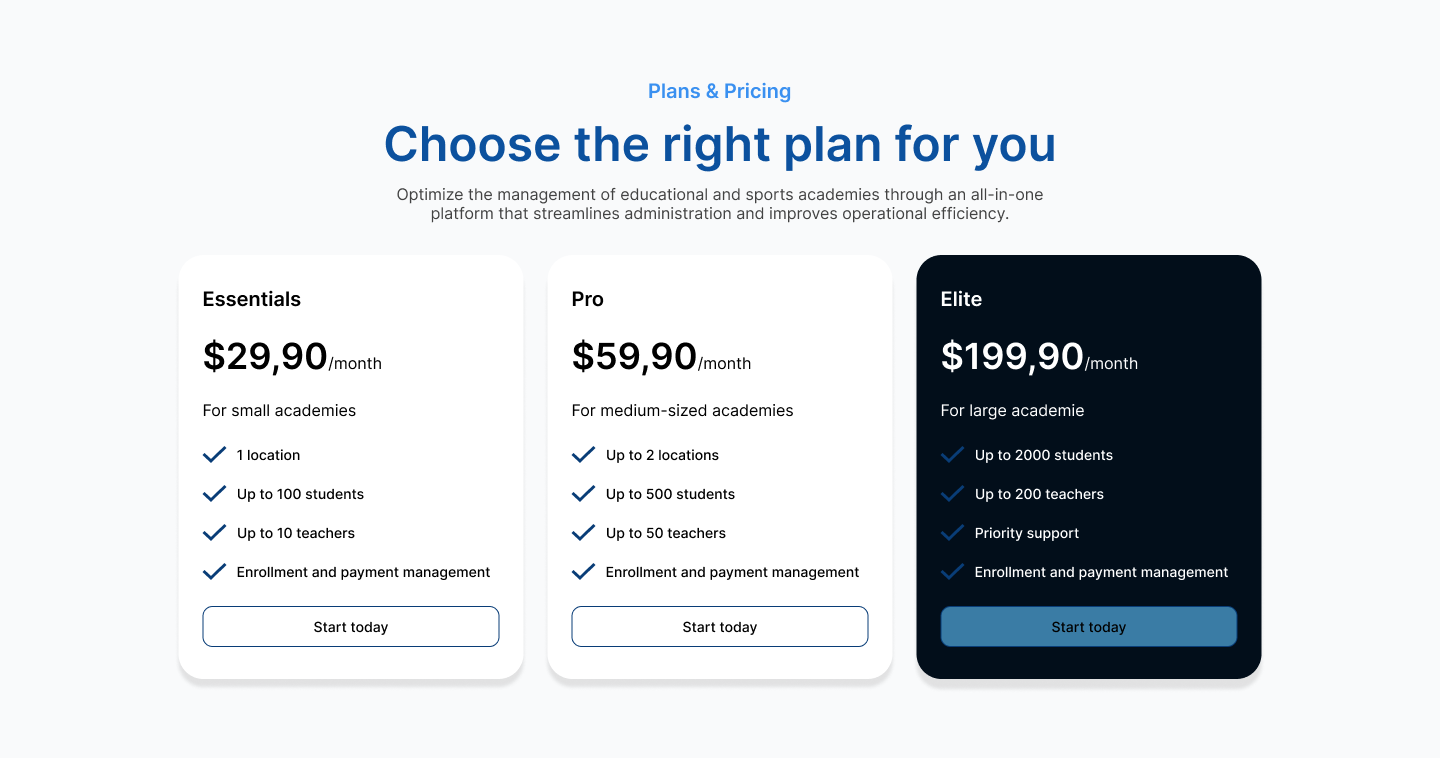 Plans & Pricing
Choose the right plan for you
Optimize the management of educational and sports academies through an all-in-one
platform that streamlines administration and improves operational efficiency.
Essentials
$29,90/month
For small academies
1 location
Up to 100 students
Up to 10 teachers
Enrollment and payment management
Start today
Pro
$59,90/month
For medium-sized academies
Up to 2 locations
Up to 500 students
Up to 50 teachers
Enrollment and payment management
Start today
Elite
$199,90/month
For large academie
Up to 2000 students
Up to 200 teachers
Priority support
Enrollment and payment management
Start today